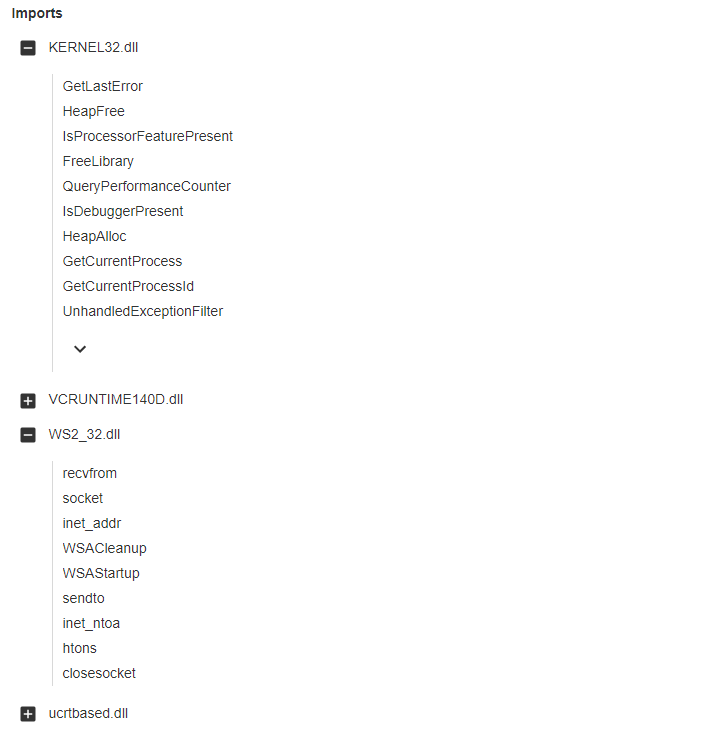 Imports
KERNEL32.dll
GetLastError
HeapFree
IsProcessorFeaturePresent
FreeLibrary
QueryPerformanceCounter
IsDebuggerPresent
HeapAlloc
GetCurrentProcess
GetCurrentProcessId
UnhandledExceptionFilter
VCRUNTIME140D.dll
WS2_32.dll
recvfrom
socket
inet_addr
WSACleanup
WSAStartup
sendto
inet_ntoa
htons
closesocket
ucrtbased.dll